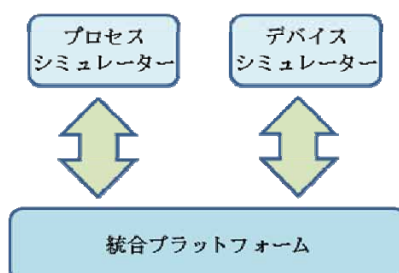 プロセス
シミュレーター
デバイス
シミュレーター
統合プラットフォーム